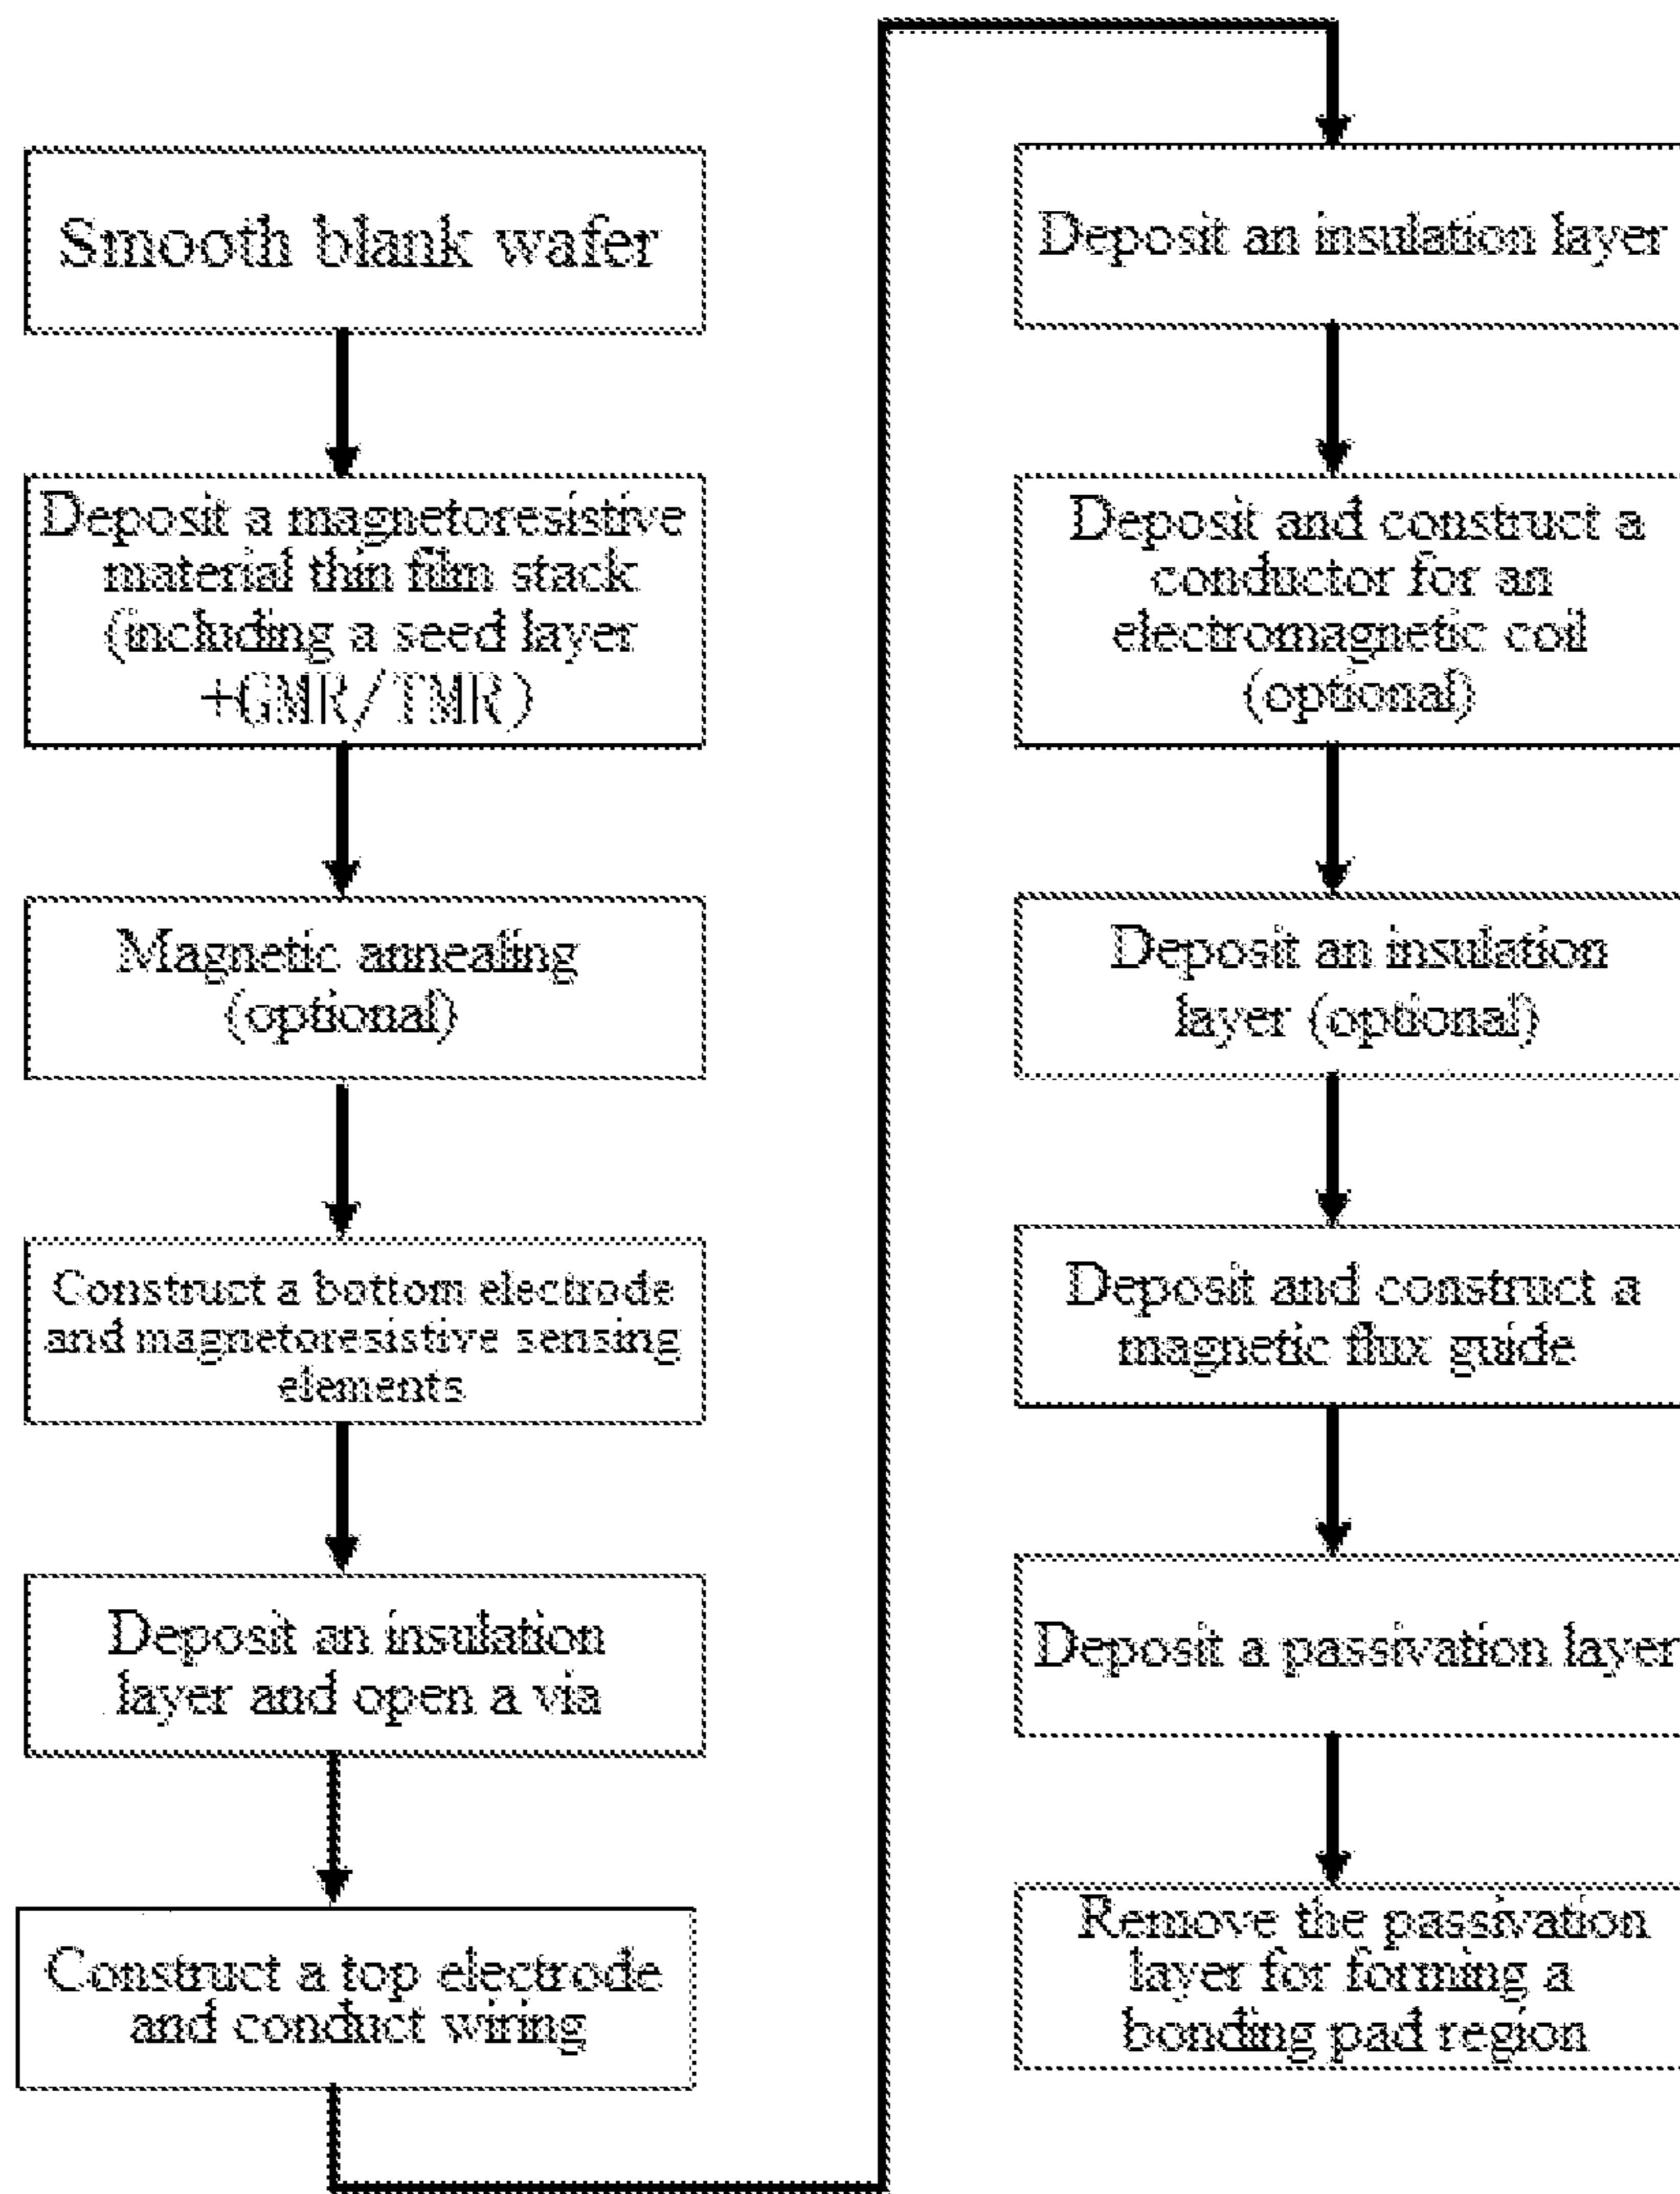 Smooth blank wafer
Deposit a magnetoresistive
material thin film stack
(including a seed layer
+GMR/TMR)
Magnetic annealing
(optional)
Construct a bottom electrode
and magnetoresistive sensing
elements
Deposit an insulation
layer and open a via
Construct a top electrode
and conduct wiring
Deposit an insulation layer
Deposit and construct a
conductor for an
electromagnetic coil
(optional)
Deposit an insulation
layer (optional)
Deposit and construct a
magnetic flux guide
Deposit a passivation layer
Remove the passivation
layer for forming a
bonding pad region